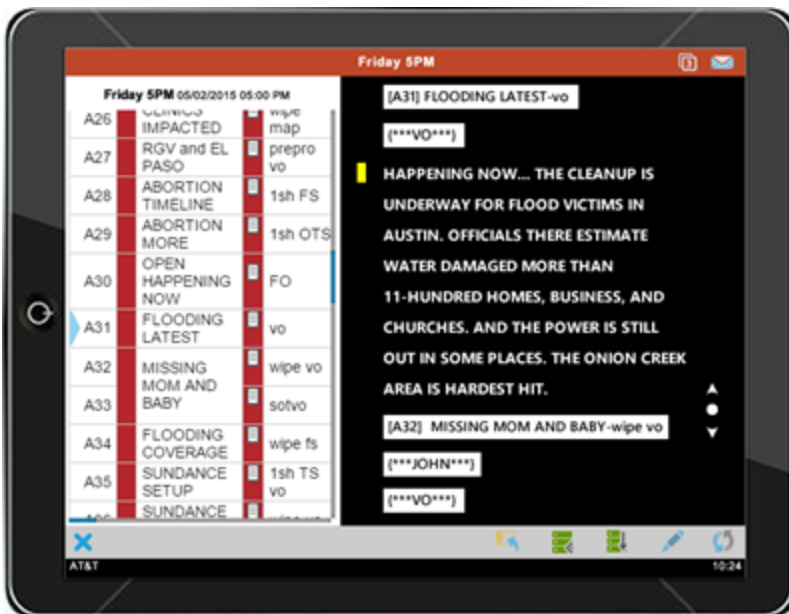 Friday 5PM
3
Friday 5PM 05/02/2015 05:00 PM
A26
CLINICS
IMPACTED
wipe
map
A27
RGV and EL
PASO
prepro
vo
A28
ABORTION
TIMELINE
1sh FS
A29
ABORTION
MORE
1sh OTS
A30
OPEN
HAPPENING
NOW
FO
A31
FLOODING
LATEST
vo
A32
MISSING
MOM AND
BABY
wipe vo
A33
sotvo
A34
FLOODING
COVERAGE
wipe fs
A35
SUNDANCE
SETUP
1sh TS
vo
SUNDANCE
[A31] FLOODING LATEST-vo
(***VO***)
HAPPENING NOW... THE CLEANUP IS
UNDERWAY FOR FLOOD VICTIMS IN
AUSTIN. OFFICIALS THERE ESTIMATE
WATER DAMAGED MORE THAN
11-HUNDRED HOMES, BUSINESS, AND
CHURCHES. AND THE POWER IS STILL
OUT IN SOME PLACES. THE ONION CREEK
AREA IS HARDEST HIT.
[A32] MISSING MOM AND BABY-wipe vo
(***JOHN***)
(***VO***)
AT&T
10:24